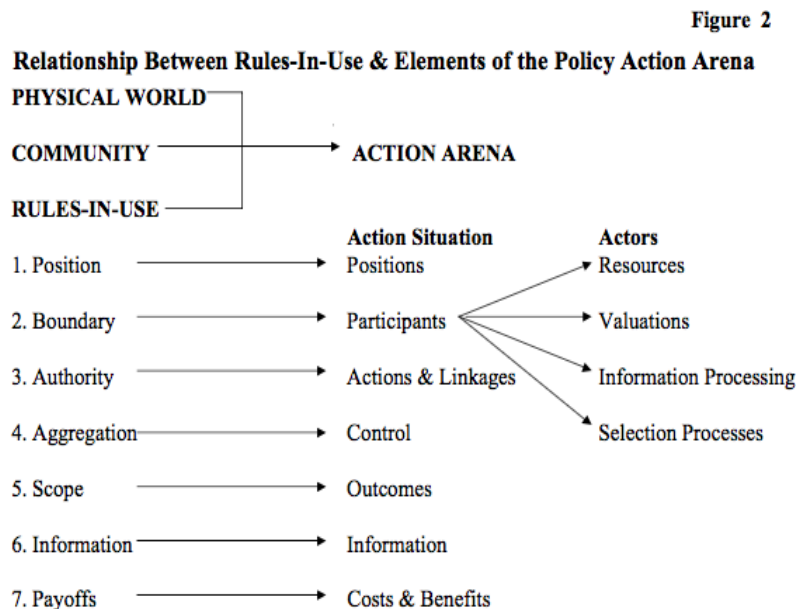 Figure 2
Relationship Between Rules-In-Use & Elements of the Policy Action Arena
PHYSICAL WORLD
COMMUNITY ACTION ARENA
RULES-IN-USE
Action Situation Actors
1. Position Positions Resources
2. Boundary Participants Valuations
3. Authority Actions & Linkages Information Processing
4. Aggregation Control Selection Processes
5. Scope Outcomes
6. Information Information
7. Payoffs Costs & Benefits